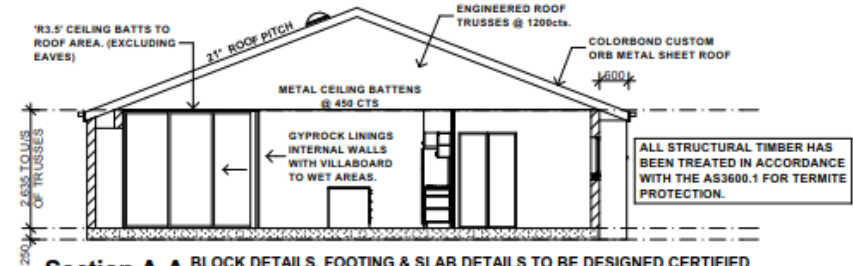 ENGINEERED ROOF
TRUSSES @ 1200cts.
'R3.5' CEILING BATTS TO
ROOF AREA. (EXCLUDING
EAVES)
21° ROOF PITCH
COLORBOND CUSTOM
ORB METAL SHEET ROOF
600
METAL CEILING BATTENS
@ 450 CTS
GYPROCK LININGS
INTERNAL WALLS
WITH VILLABOARD
TO WET AREAS.
ALL STRUCTURAL TIMBER HAS
BEEN TREATED IN ACCORDANCE
WITH THE AS3600.1 FOR TERMITE
PROTECTION.
2,635 TO U/S
OF TRUSSES
250
Section A-A
BLOCK DETAILS, FOOTING & SLAB DETAILS TO BE DESIGNED CERTIFIED